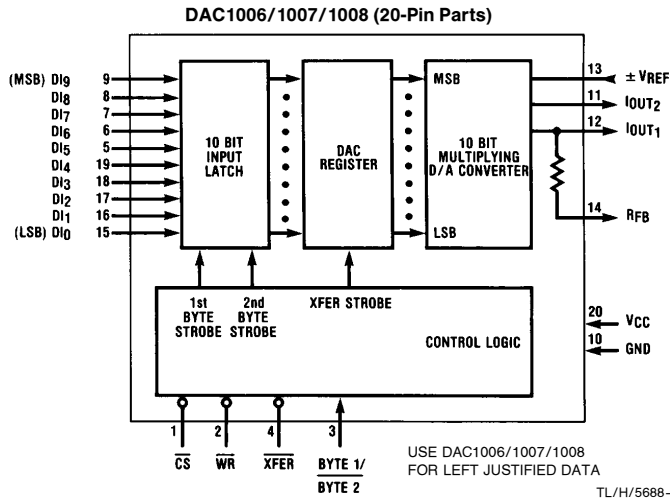 DAC1006/1007/1008 (20-Pin Parts)
(MSB) DI9 9
DI8 8
DI7 7
DI6 6
DI5 5
DI4 19
DI3 18
DI2 17
DI1 16
(LSB) DI0 15
10 BIT
INPUT
LATCH
DAC
REGISTER
MSB
10 BIT
MULTIPLYING
D/A CONVERTER
LSB
13 ± VREF
11 IOUT2
12 IOUT1
14 RFB
1st
BYTE
STROBE
2nd
BYTE
STROBE
XFER STROBE
CONTROL LOGIC
20 VCC
10 GND
1
2
4
3
CS
WR
XFER
BYTE 1/
BYTE 2
USE DAC1006/1007/1008
FOR LEFT JUSTIFIED DATA
TL/H/5688-